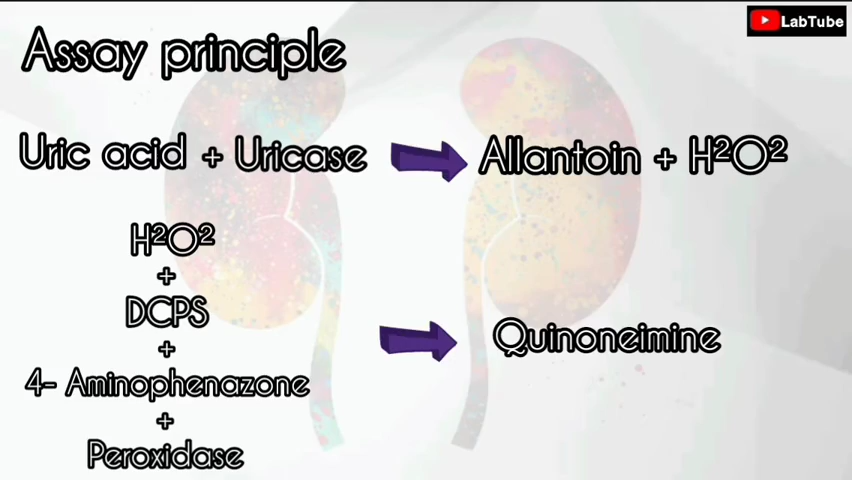 LabTube
Assay principle
Uric acid + Uricase Allantoin + H²O²
H²O²
+
DCPS
+
4- Aminophenazone
+
Peroxidase
Quinoneimine